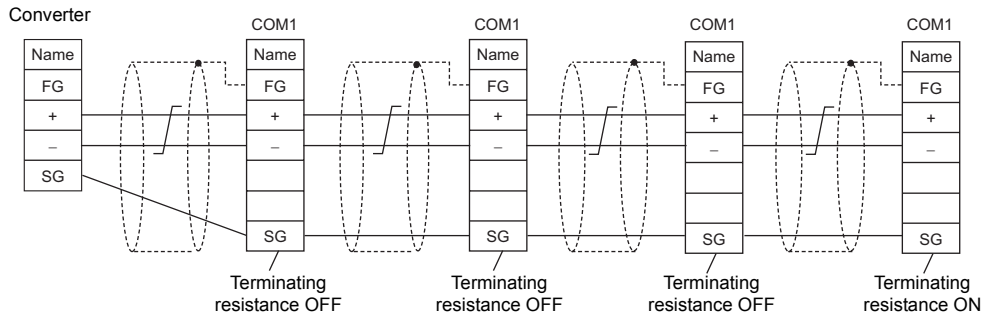 Converter
COM1
COM1
COM1
COM1
Name
Name
Name
Name
Name
FG
FG
FG
FG
FG
+
+
+
+
+
–
–
–
–
–
SG
SG
SG
SG
SG
Terminating
resistance OFF
Terminating
resistance OFF
Terminating
resistance OFF
Terminating
resistance ON